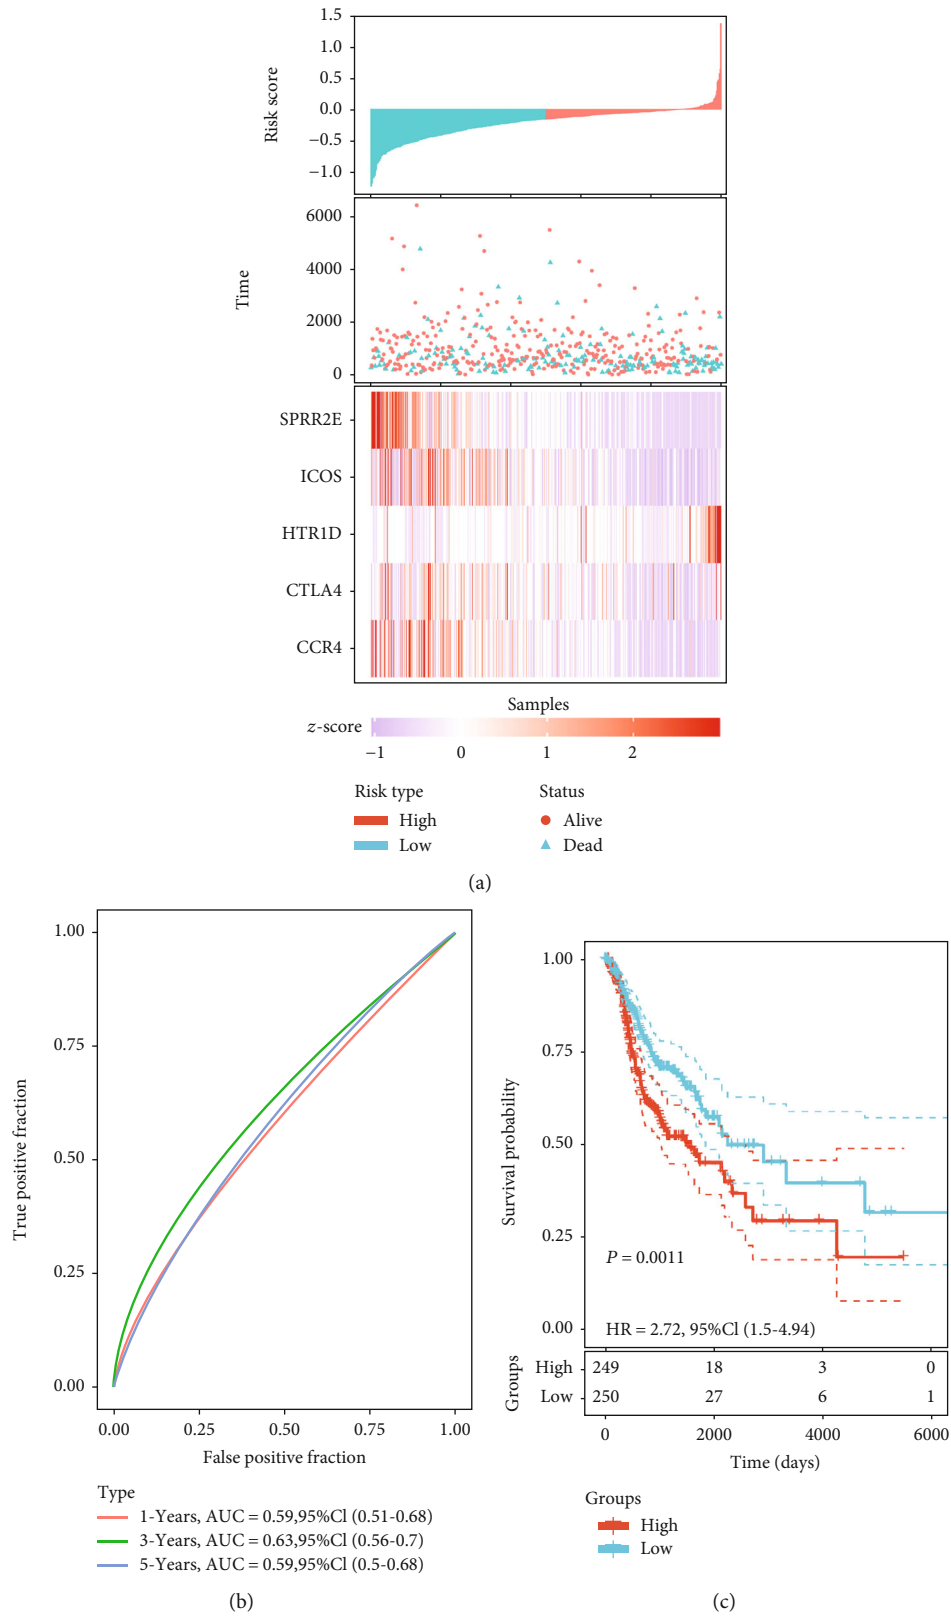 1.5
1.0
0.5
0.0
−0.5
−1.0
Risk score
6000
4000
2000
0
Time
SPRR2E
ICOS
HTR1D
CTLA4
CCR4
Samples
z-score
−1 0 1 2
Risk type
High
Low
Status
Alive
Dead
(a)
1.00
0.75
0.50
0.25
0.00
True positive fraction
0.00 0.25 0.50 0.75 1.00
False positive fraction
Type
1-Years, AUC = 0.59,95%Cl (0.51-0.68)
3-Years, AUC = 0.63,95%Cl (0.56-0.7)
5-Years, AUC = 0.59,95%Cl (0.5-0.68)
(b)
1.00
0.75
0.50
0.25
0.00
Survival probability
P = 0.0011
HR = 2.72, 95%Cl (1.5-4.94)
Groups
High 249 18 3 0
Low 250 27 6 1
0 2000 4000 6000
Time (days)
Groups
High
Low
(c)